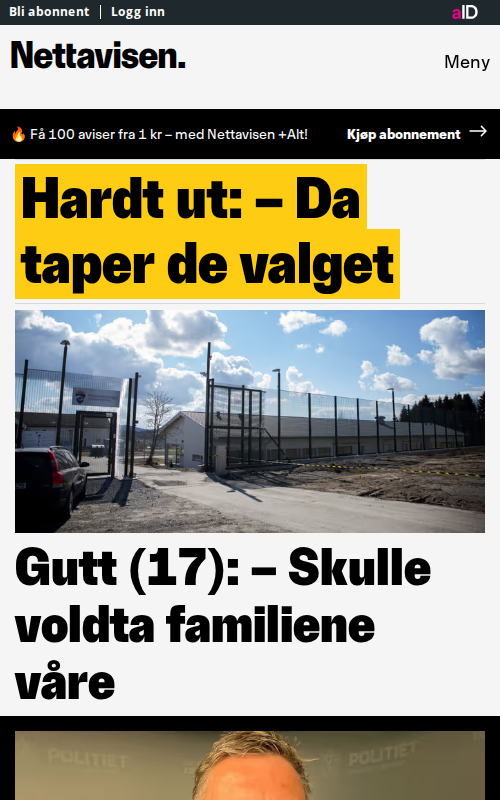 Bli abonnent | Logg inn
aID
Nettavisen.
Meny
🔥 Få 100 aviser fra 1 kr – med Nettavisen +Alt!
Kjøp abonnement →
Hardt ut: – Da
taper de valget
Gutt (17): – Skulle
voldta familiene
våre
POLITIET
POLITIET